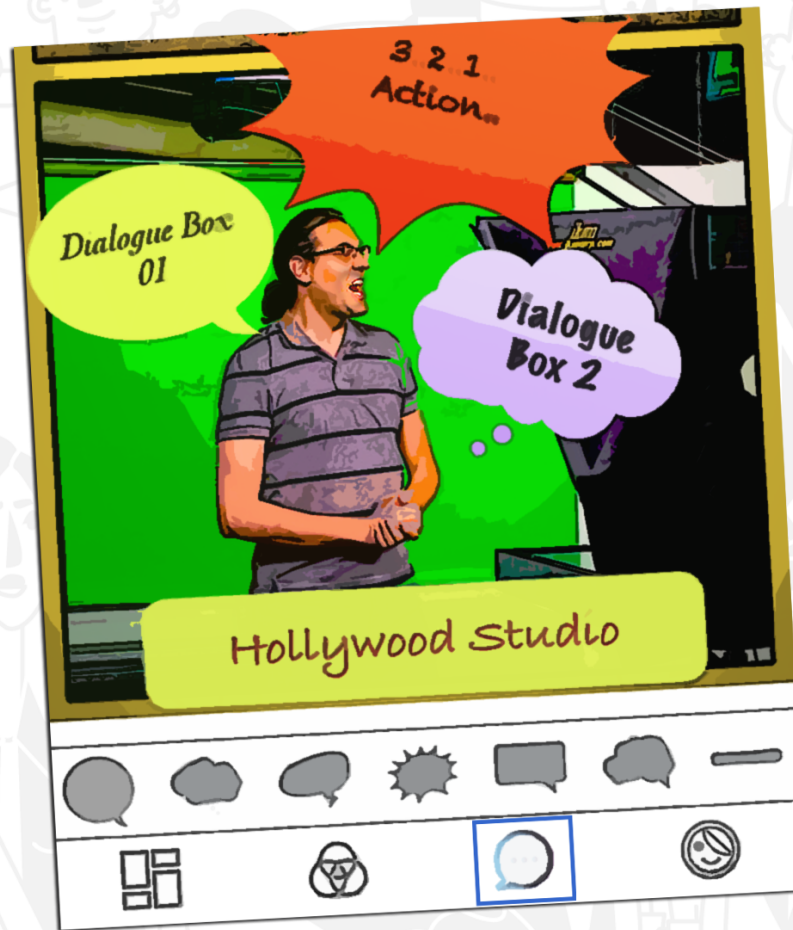 3 2 1
Action..
Dialogue Box
01
Dialogue
Box 2
Hollywood Studio